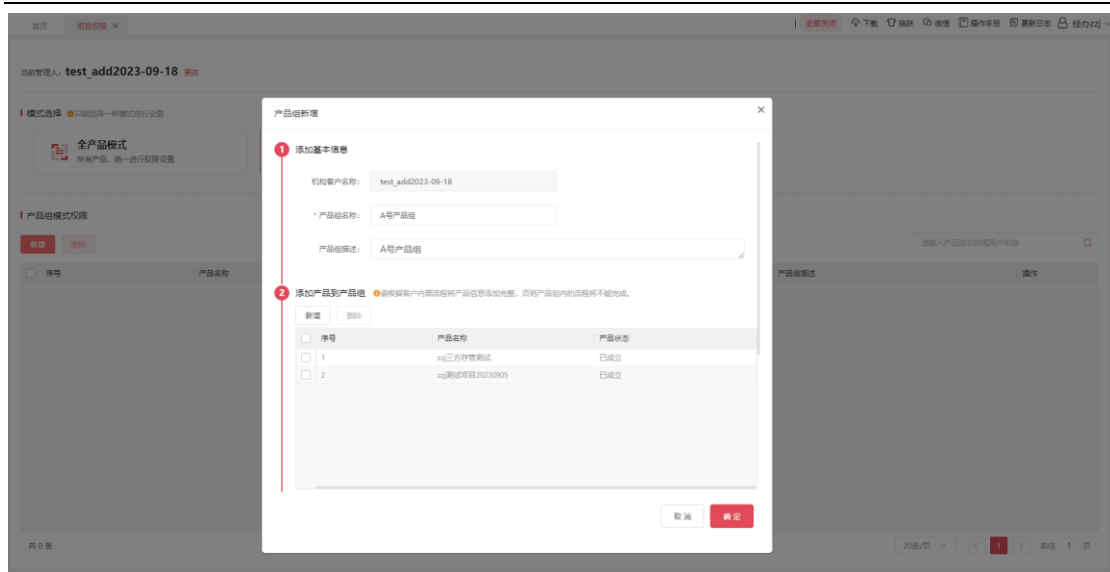 首页 项目权限 ×
全部关闭 下载 换肤 微信 操作手册 更新日志 经办zzj
当前管理人: test_add2023-09-18 更改
模式选择 只能选择一种模式进行设置
全产品模式
所有产品，统一进行权限设置
产品组模式权限
新增 删除
请输入产品组名称或用户名称
序号 产品名称 产品组描述 操作
共 0 条
20条/页 1 前往 1 页
产品组新增
1 添加基本信息
机构客户名称: test_add2023-09-18
* 产品组名称: A号产品组
产品组描述: A号产品组
2 添加产品到产品组 请根据客户内部流程将产品信息添加完整，否则产品组内的流程将不能完成。
新增 删除
序号 产品名称 产品状态
1 zzj三方存管测试 已成立
2 zzj测试项目20230905 已成立
取消 确定